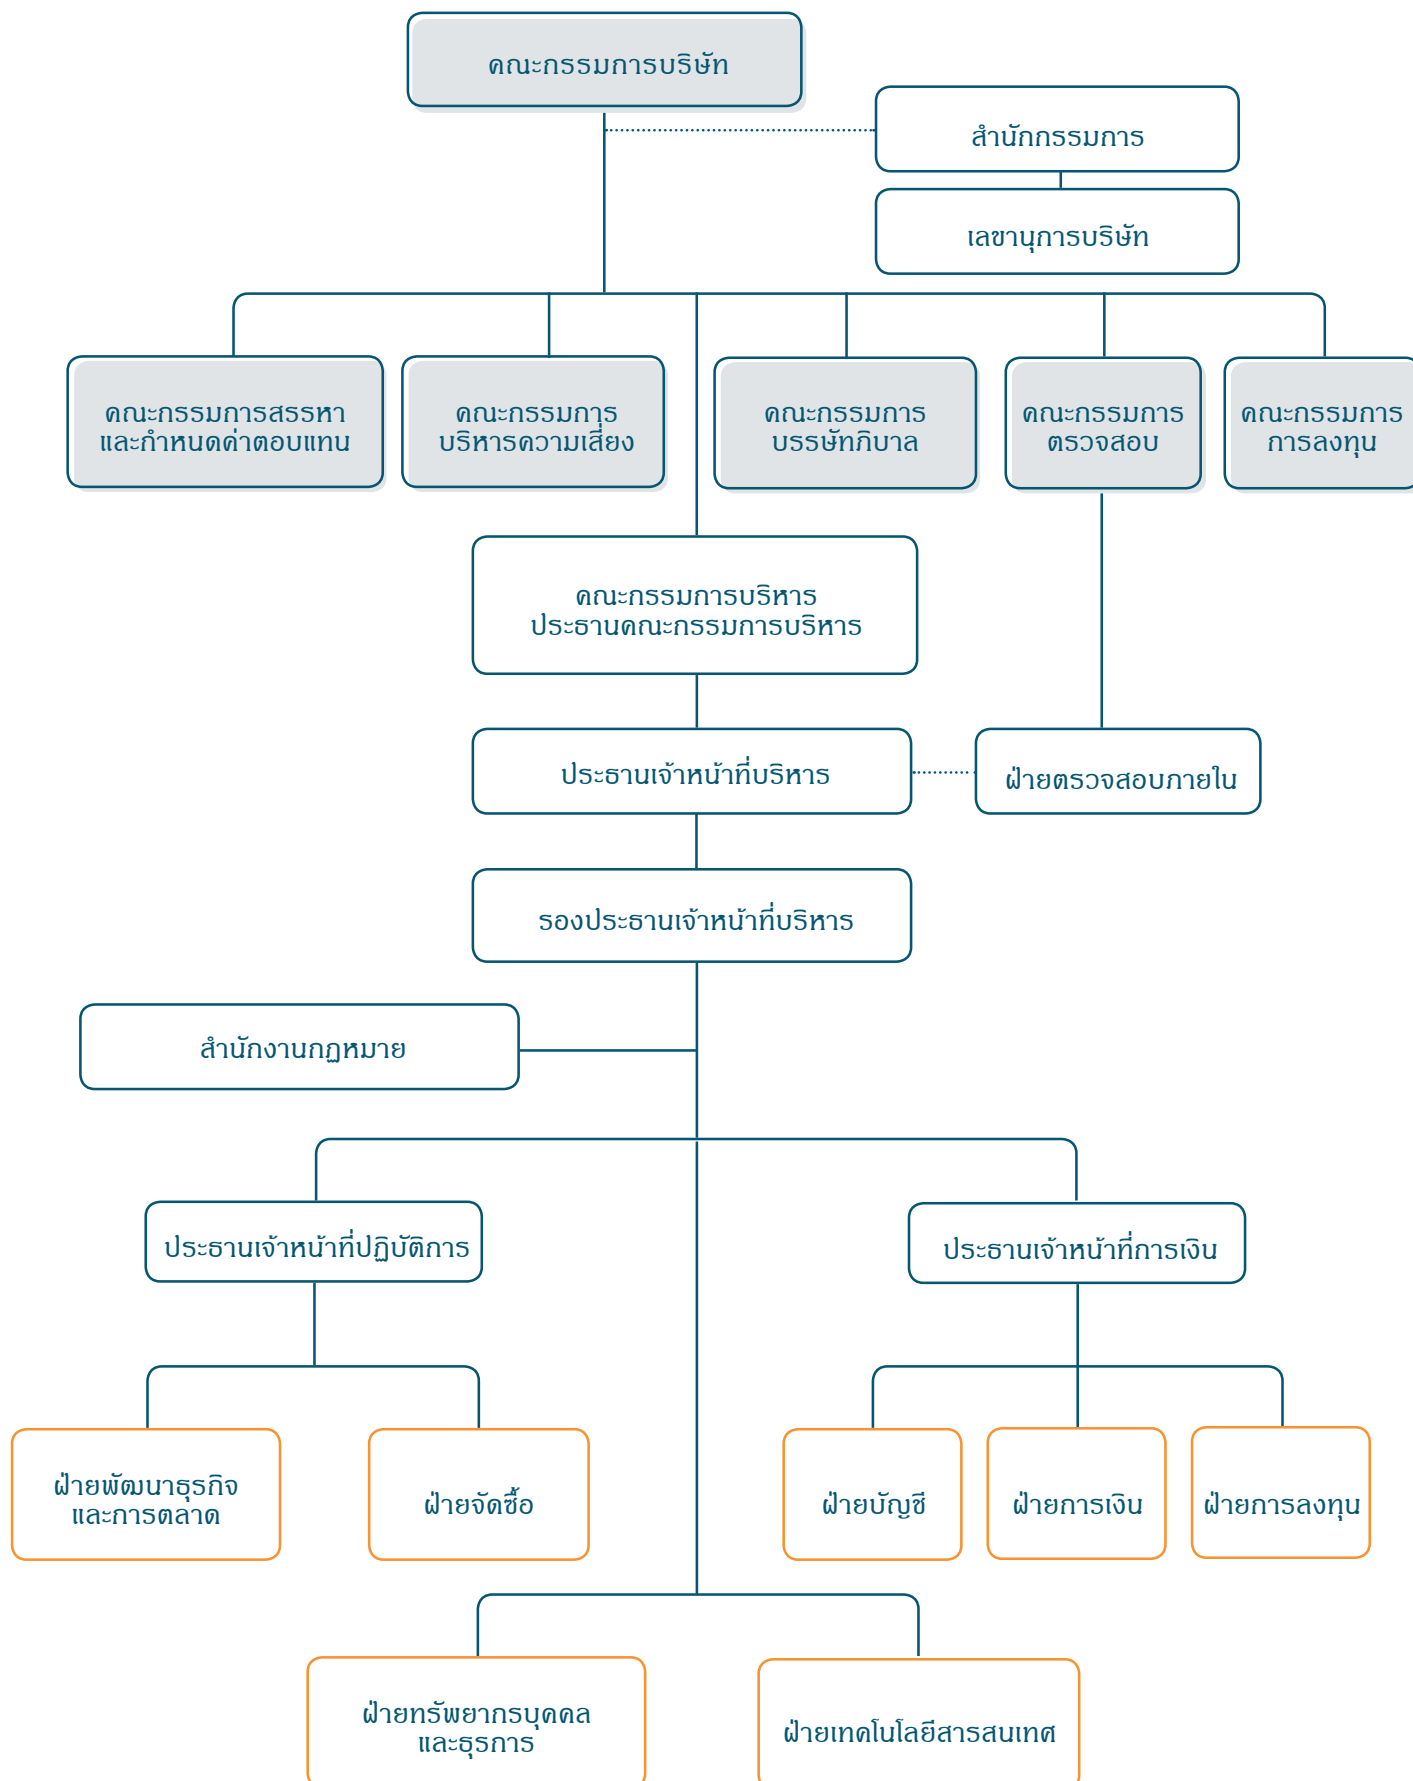 คณะกรรมการบริษัท
สำนักกรรมการ
เลขานุการบริษัท
คณะกรรมการสรรหา
และกำหนดค่าตอบแทน
คณะกรรมการ
บริหารความเสี่ยง
คณะกรรมการ
บรรษัทภิบาล
คณะกรรมการ
ตรวจสอบ
คณะกรรมการ
การลงทุน
คณะกรรมการบริหาร
ประธานคณะกรรมการบริหาร
ประธานเจ้าหน้าที่บริหาร
ฝ่ายตรวจสอบภายใน
รองประธานเจ้าหน้าที่บริหาร
สำนักงานกฎหมาย
ประธานเจ้าหน้าที่ปฏิบัติการ
ประธานเจ้าหน้าที่การเงิน
ฝ่ายพัฒนาธุรกิจ
และการตลาด
ฝ่ายจัดซื้อ
ฝ่ายบัญชี
ฝ่ายการเงิน
ฝ่ายการลงทุน
ฝ่ายทรัพยากรบุคคล
และธุรการ
ฝ่ายเทคโนโลยีสารสนเทศ